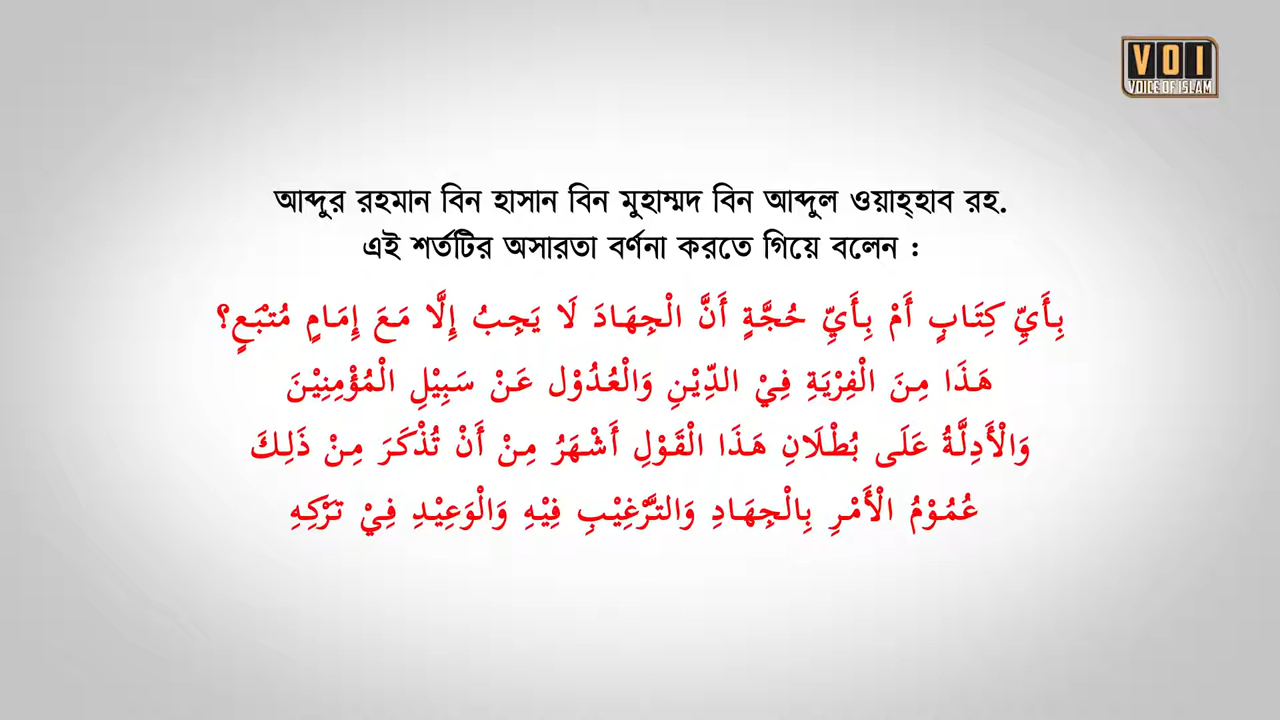 VOI
VOICE OF ISLAM
আব্দুর রহমান বিন হাসান বিন মুহাম্মদ বিন আব্দুল ওয়াহ্হাব রহ.
এই শর্তটির অসারতা বর্ণনা করতে গিয়ে বলেন :
بِأَيِّ كِتَابٍ أَمْ بِأَيِّ حُجَّةٍ أَنَّ الْجِهَادَ لَا يَجِبُ إِلَّا مَعَ إِمَامٍ مُتْبَعٍ؟
هَذَا مِنَ الْفِرْيَةِ فِيْ الدِّيْنِ وَالْعُدُوْل عَنْ سَبِيْلِ الْمُؤْمِنِيْنَ
وَالْأَدِلَّةُ عَلَى بُطْلَانِ هَذَا الْقَوْلِ أَشْهَرُ مِنْ أَنْ تُذْكَرَ مِنْ ذَلِكَ
عُمُوْمُ الْأَمْرِ بِالْجِهَادِ وَالتَّرْغِيْبِ فِيْهِ وَالْوَعِيْدِ فِيْ تَرْكِهِ